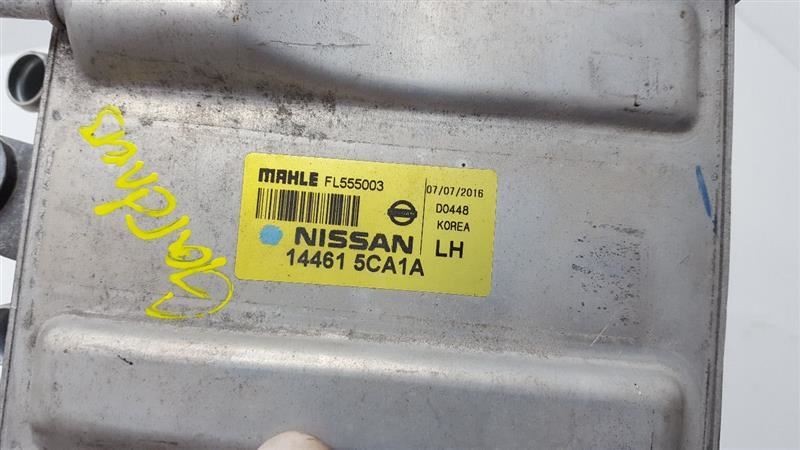 MAHLE FL555003
07/07/2016
D0448
KOREA
NISSAN
LH
14461 5CA1A